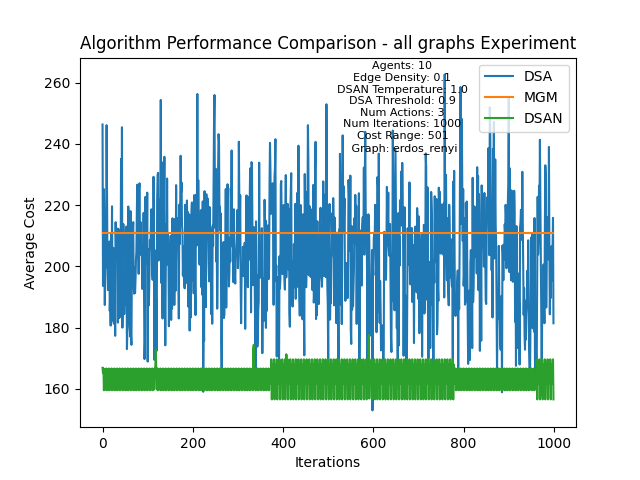 Algorithm Performance Comparison - all graphs Experiment
Agents: 10
Edge Density: 0.1
DSAN Temperature: 1.0
DSA Threshold: 0.9
Num Actions: 3
Num Iterations: 1000
Cost Range: 501
Graph: erdos_renyi
DSA
MGM
DSAN
Average Cost
260
240
220
200
180
160
0
200
400
600
800
1000
Iterations